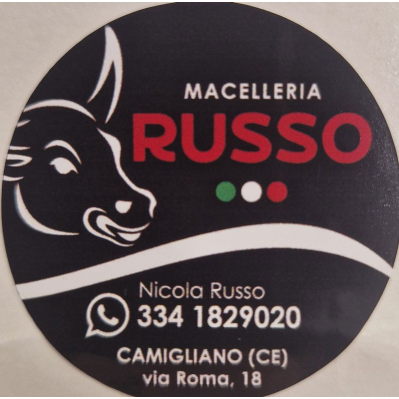 MACELLERIA
RUSSO
Nicola Russo
334 1829020
CAMIGLIANO (CE)
via Roma, 18